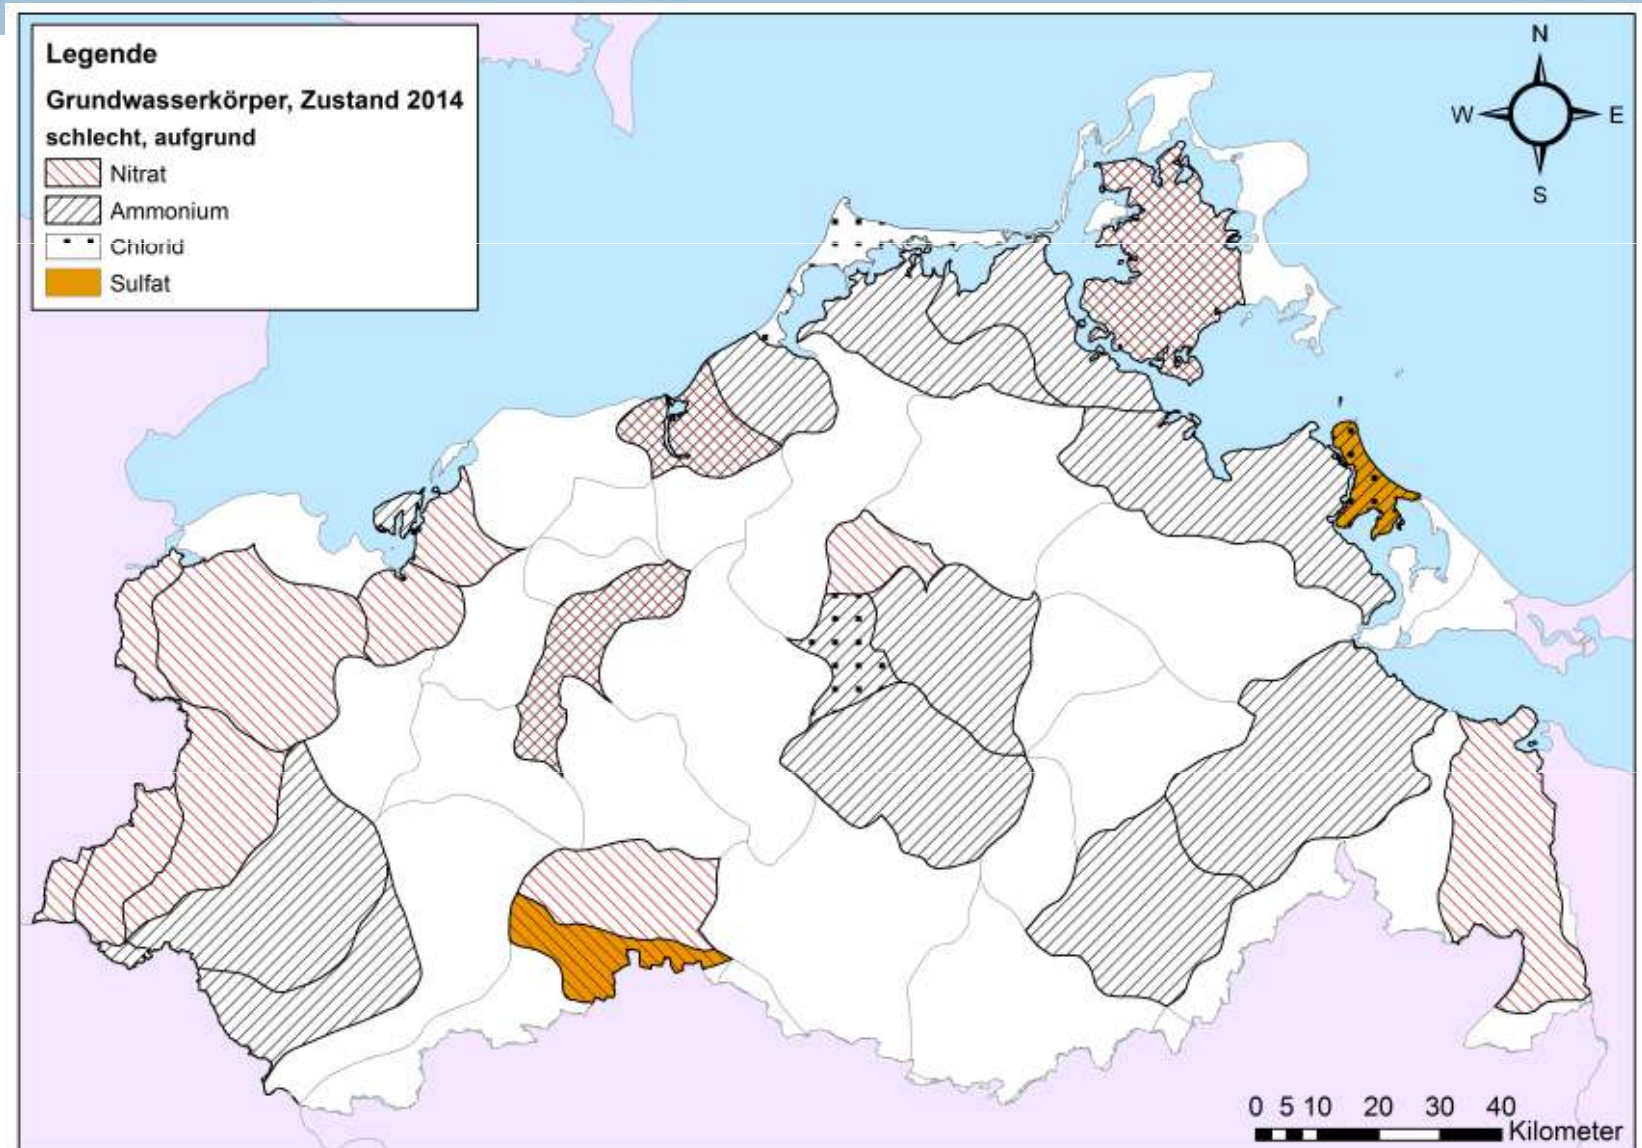 Legende
Grundwasserkörper, Zustand 2014
schlecht, aufgrund
Nitrat
Ammonium
Chlorid
Sulfat
N
W E
S
0 5 10 20 30 40
Kilometer